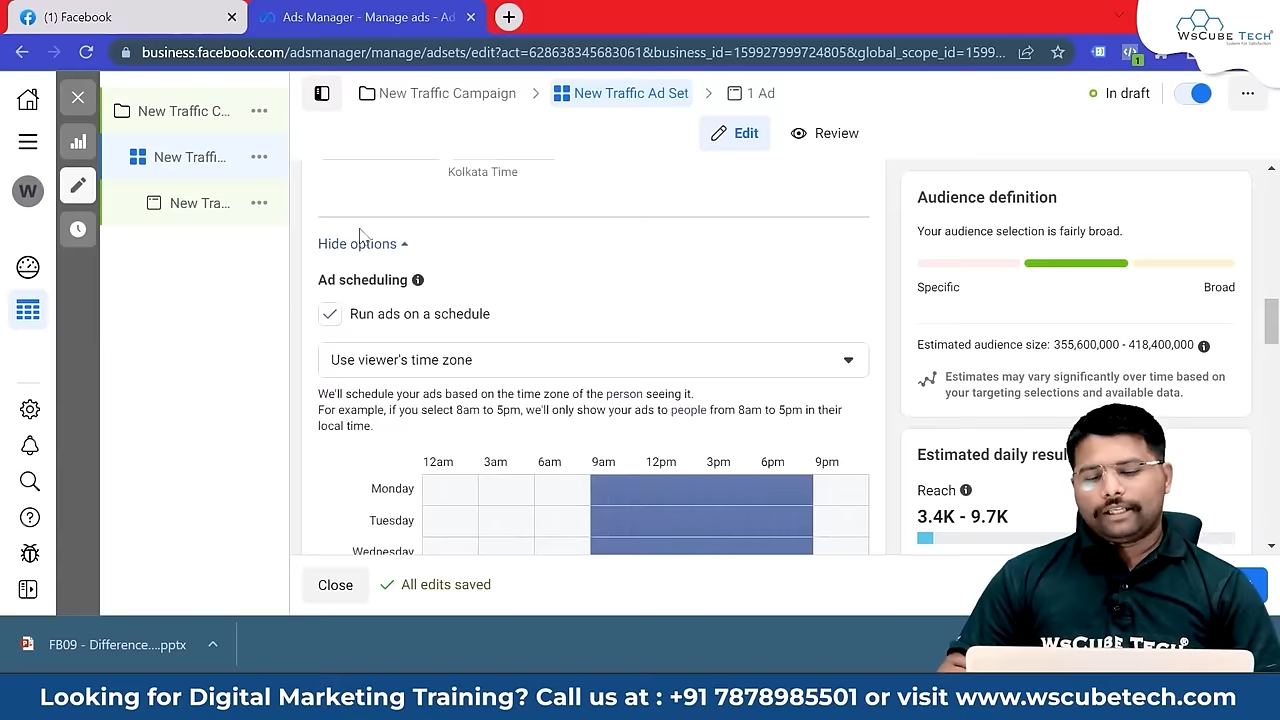 (1) Facebook
Ads Manager - Manage ads - Ad
WsCube Tech
business.facebook.com/adsmanager/manage/adsets/edit?act=628638345683061&business_id=159927999724805&global_scope_id=1599...
1
New Traffic C...
New Traffi...
New Tra...
W
New Traffic Campaign
New Traffic Ad Set
1 Ad
In draft
Edit
Review
Kolkata Time
Hide options
Ad scheduling
Run ads on a schedule
Use viewer's time zone
We'll schedule your ads based on the time zone of the person seeing it.
For example, if you select 8am to 5pm, we'll only show your ads to people from 8am to 5pm in their
local time.
12am 3am 6am 9am 12pm 3pm 6pm 9pm
Monday
Tuesday
Wednesday
Audience definition
Your audience selection is fairly broad.
Specific Broad
Estimated audience size: 355,600,000 - 418,400,000
Estimates may vary significantly over time based on
your targeting selections and available data.
Estimated daily resul
Reach
3.4K - 9.7K
Close
All edits saved
FB09 - Difference....pptx
WSCUBE TECH®
Looking for Digital Marketing Training? Call us at : +91 7878985501 or visit www.wscubetech.com